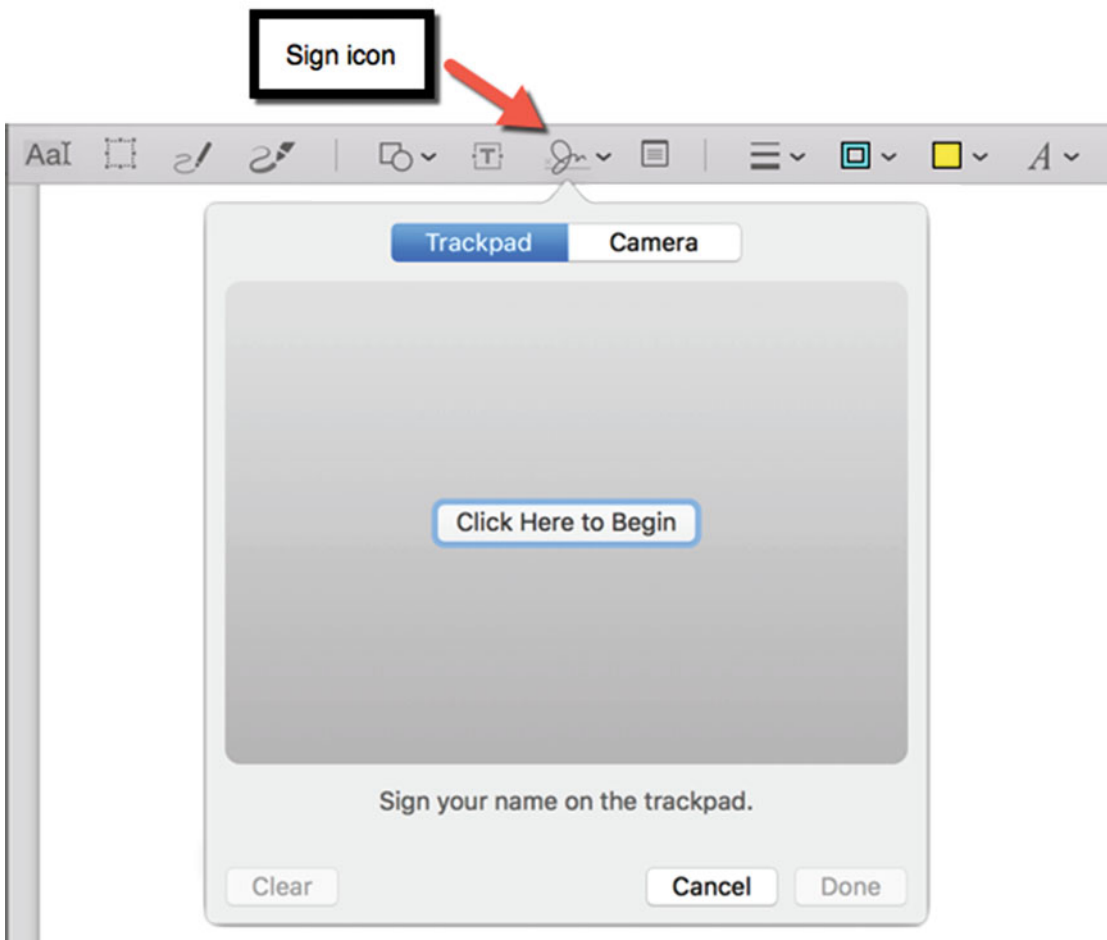 Sign icon
AaI T A
Trackpad Camera
Click Here to Begin
Sign your name on the trackpad.
Clear Cancel Done